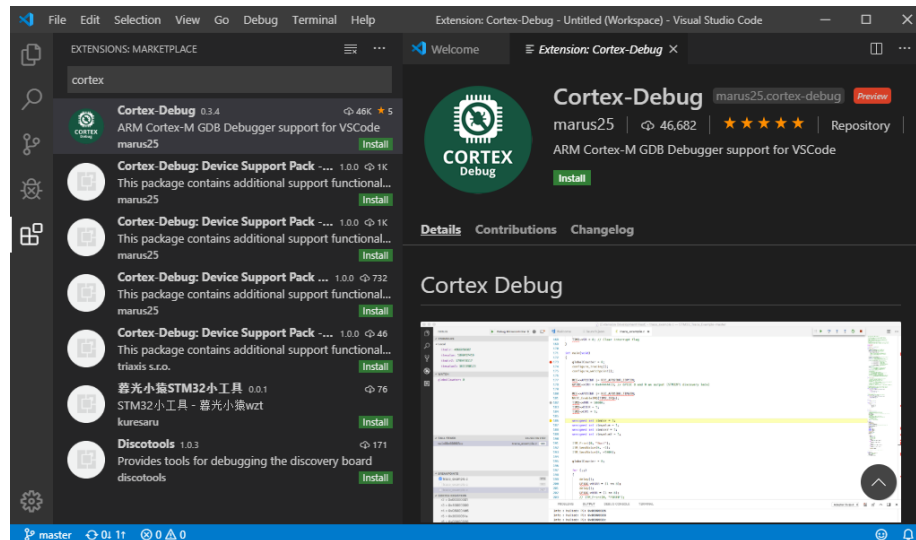 File Edit Selection View Go Debug Terminal Help Extension: Cortex-Debug - Untitled (Workspace) - Visual Studio Code
EXTENSIONS: MARKETPLACE
cortex
Cortex-Debug 0.3.4 46K ★ 5
ARM Cortex-M GDB Debugger support for VSCode
marus25 Install
Cortex-Debug: Device Support Pack -... 1.0.0 1K
This package contains additional support functional...
marus25 Install
Cortex-Debug: Device Support Pack -... 1.0.0 1K
This package contains additional support functional...
marus25 Install
Cortex-Debug: Device Support Pack ... 1.0.0 732
This package contains additional support functional...
marus25 Install
Cortex-Debug: Device Support Pack -... 1.0.0 46
This package contains additional support functional...
triaxis s.r.o. Install
暮光小猿STM32小工具 0.0.1 76
STM32小工具 - 暮光小猿wzt
kuresaru Install
Discotools 1.0.3 171
Provides tools for debugging the discovery board
discotools Install
Welcome Extension: Cortex-Debug
CORTEX
Debug
Cortex-Debug marus25.cortex-debug Preview
marus25 46,682 ★★★★★ Repository
ARM Cortex-M GDB Debugger support for VSCode
Install
Details Contributions Changelog
Cortex Debug
master 0↓ 1↑ 0 0